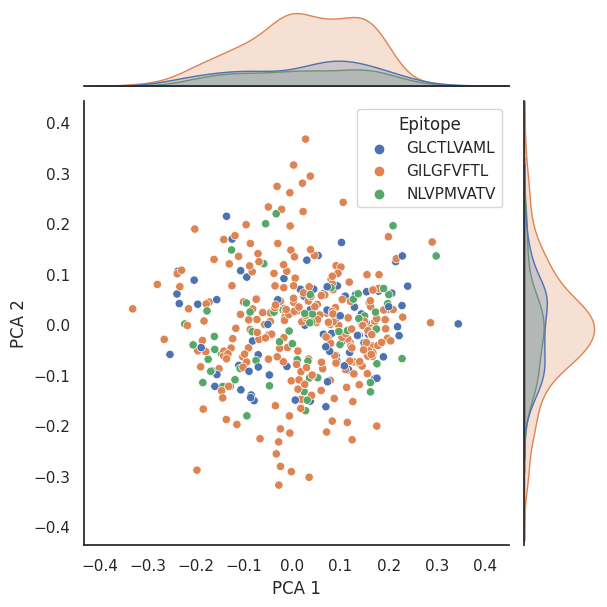 Epitope
GLCTLVAML
GILGFVFTL
NLVPMVATV
PCA 2
0.4
0.3
0.2
0.1
0.0
−0.1
−0.2
−0.3
−0.4
−0.4 −0.3 −0.2 −0.1 0.0 0.1 0.2 0.3 0.4
PCA 1